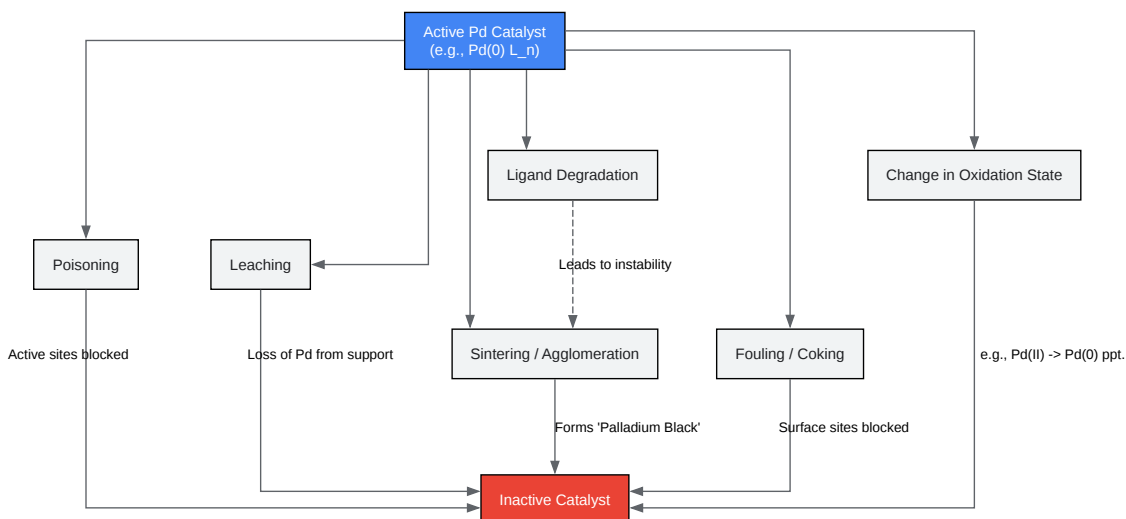 Active Pd Catalyst
(e.g., Pd(0) L_n)
Ligand Degradation
Change in Oxidation State
Poisoning
Leaching
Leads to instability
Active sites blocked
Loss of Pd from support
Sintering / Agglomeration
Fouling / Coking
e.g., Pd(II) -> Pd(0) ppt.
Forms 'Palladium Black'
Surface sites blocked
Inactive Catalyst